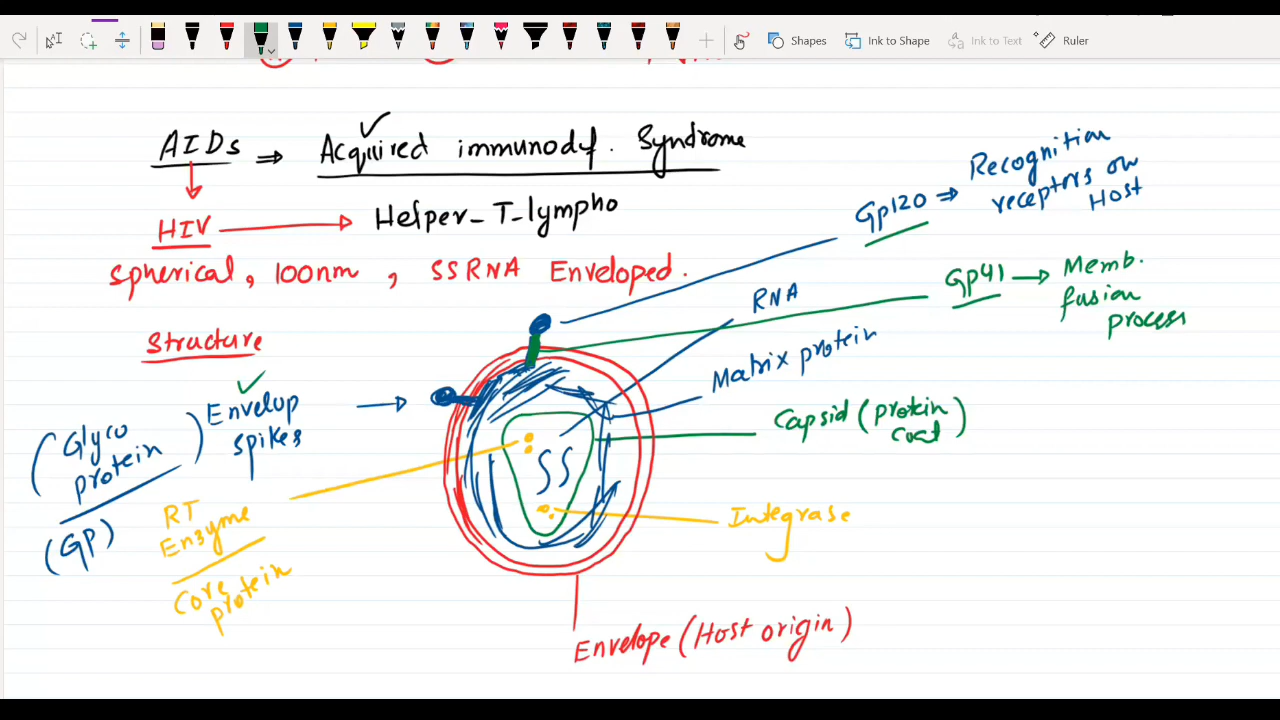 Shapes
Ink to Shape
Ink to Text
Ruler
AIDs ⇒ Acquired immunodf. Syndrome
HIV → Helper-T-lympho
Spherical, 100nm, SSRNA Enveloped.
Structure
Gp120 ⇒ Recognition
receptors on
Host
Gp41 → Memb.
fusion
process
RNA
Matrix protein
Capsid (protein
coat)
Envelop
spikes
(Glyco
protein)
(GP)
RT
Enzyme
Core
protein
SS
Integrase
Envelope (Host origin)